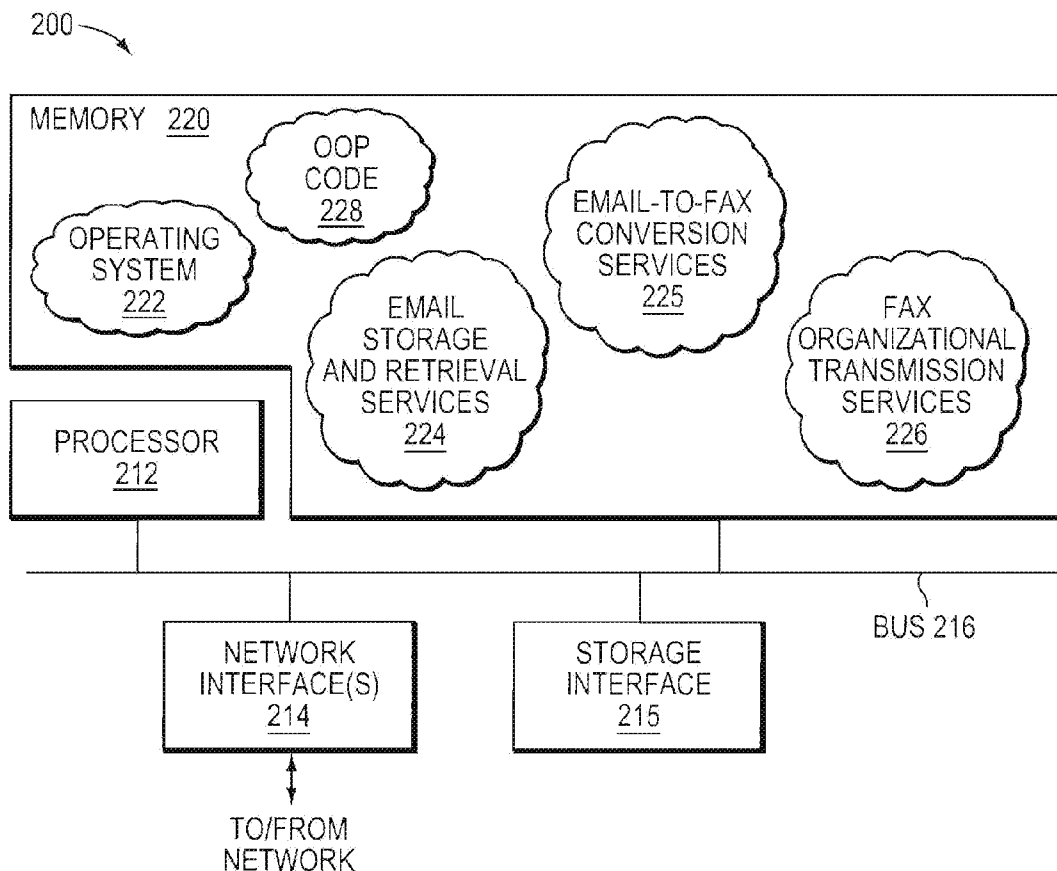 200
MEMORY 220
OOP
CODE
228
OPERATING
SYSTEM
222
EMAIL
STORAGE
AND RETRIEVAL
SERVICES
224
EMAIL-TO-FAX
CONVERSION
SERVICES
225
FAX
ORGANIZATIONAL
TRANSMISSION
SERVICES
226
PROCESSOR
212
BUS 216
NETWORK
INTERFACE(S)
214
STORAGE
INTERFACE
215
TO/FROM
NETWORK